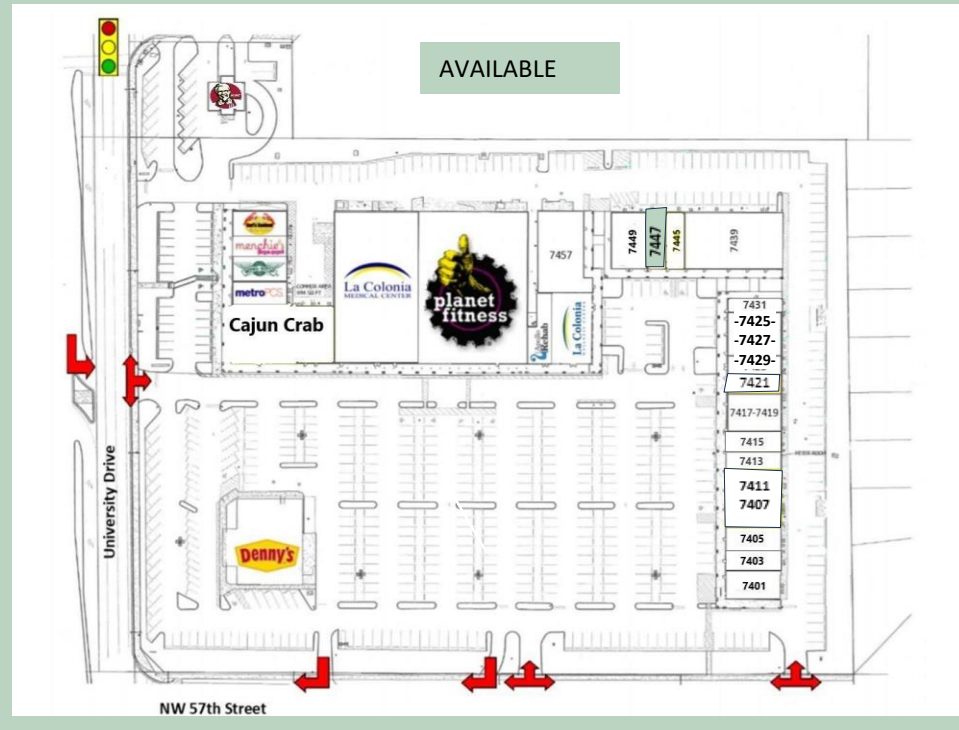 AVAILABLE
menchie's
metroPCS
Cajun Crab
La Colonia
MEDICAL CENTER
planet
fitness
7457
Rehab
La Colonia
7449
7447
7445
7439
7431
-7425-
-7427-
-7429-
7421
7417-7419
7415
7413
7411
7407
7405
7403
7401
Denny's
University Drive
NW 57th Street